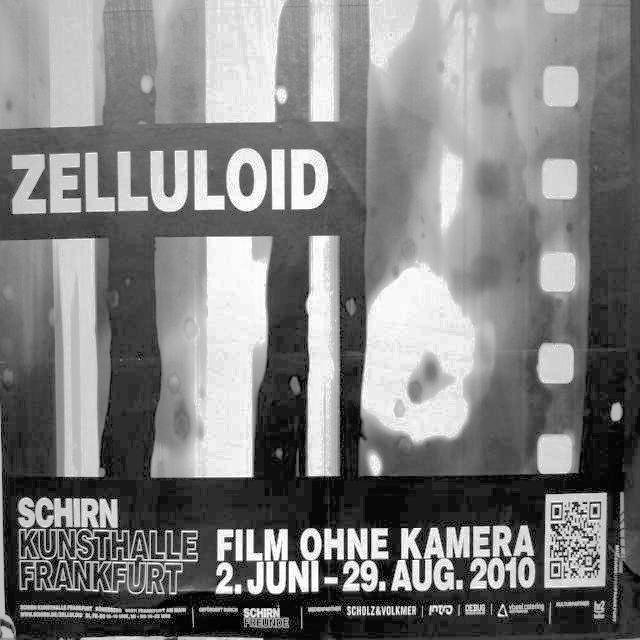 ZELLULOID
SCHIRN
KUNSTHALLE
FRANKFURT
FILM OHNE KAMERA
2. JUNI – 29. AUG. 2010
SCHIRN
FREUNDE
SCHOLZ&VOLKMER